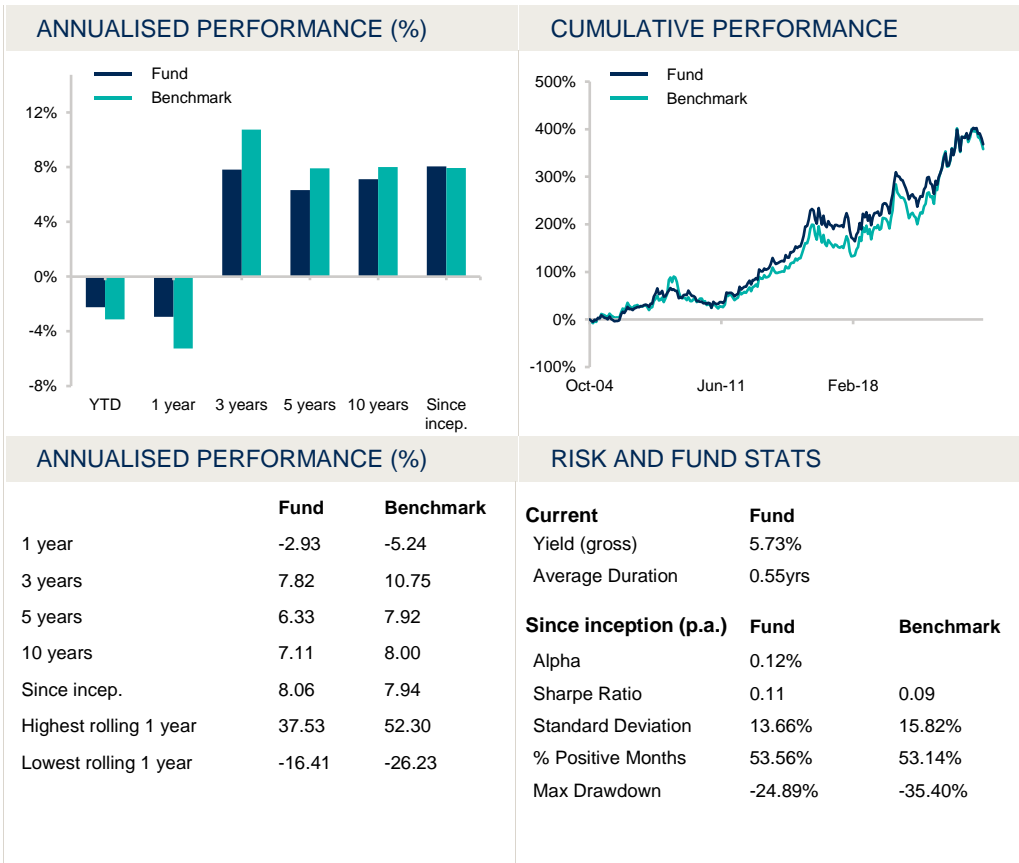 ANNUALISED PERFORMANCE (%)
Fund
Benchmark
12%
8%
4%
0%
-4%
-8%
YTD 1 year 3 years 5 years 10 years Since
incep.
CUMULATIVE PERFORMANCE
Fund
Benchmark
500%
400%
300%
200%
100%
0%
-100%
Oct-04 Jun-11 Feb-18
ANNUALISED PERFORMANCE (%)
Fund Benchmark
1 year -2.93 -5.24
3 years 7.82 10.75
5 years 6.33 7.92
10 years 7.11 8.00
Since incep. 8.06 7.94
Highest rolling 1 year 37.53 52.30
Lowest rolling 1 year -16.41 -26.23
RISK AND FUND STATS
Current Fund
Yield (gross) 5.73%
Average Duration 0.55yrs
Since inception (p.a.) Fund Benchmark
Alpha 0.12%
Sharpe Ratio 0.11 0.09
Standard Deviation 13.66% 15.82%
% Positive Months 53.56% 53.14%
Max Drawdown -24.89% -35.40%